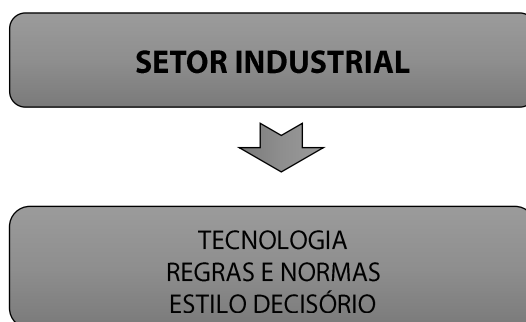 SETOR INDUSTRIAL
TECNOLOGIA
REGRAS E NORMAS
ESTILO DECISÓRIO